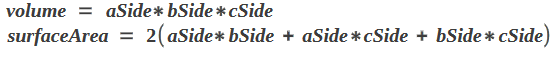 volume = aSide*bSide*cSide
surfaceArea = 2(aSide*bSide + aSide*cSide + bSide*cSide)